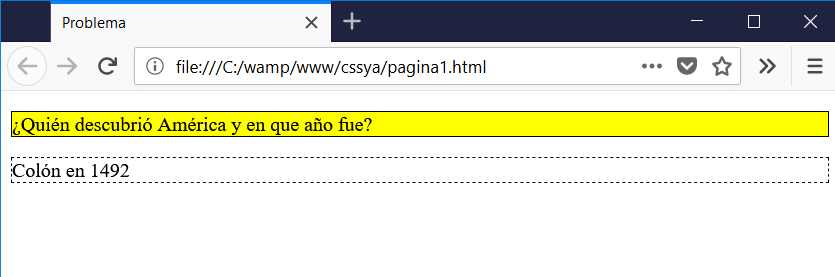 Problema
file:///C:/wamp/www/cssya/pagina1.html
¿Quién descubrió América y en que año fue?
Colón en 1492